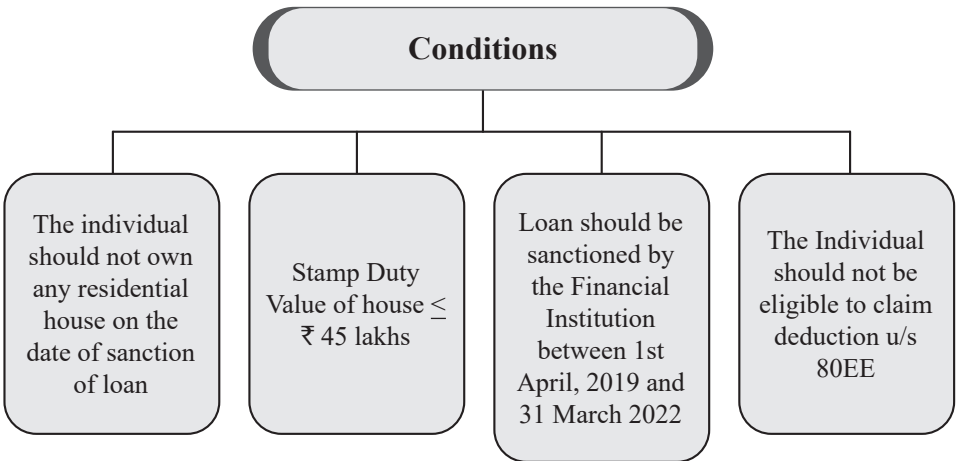 Conditions
The individual
should not own
any residential
house on the
date of sanction
of loan
Stamp Duty
Value of house ≤
₹ 45 lakhs
Loan should be
sanctioned by
the Financial
Institution
between 1st
April, 2019 and
31 March 2022
The Individual
should not be
eligible to claim
deduction u/s
80EE